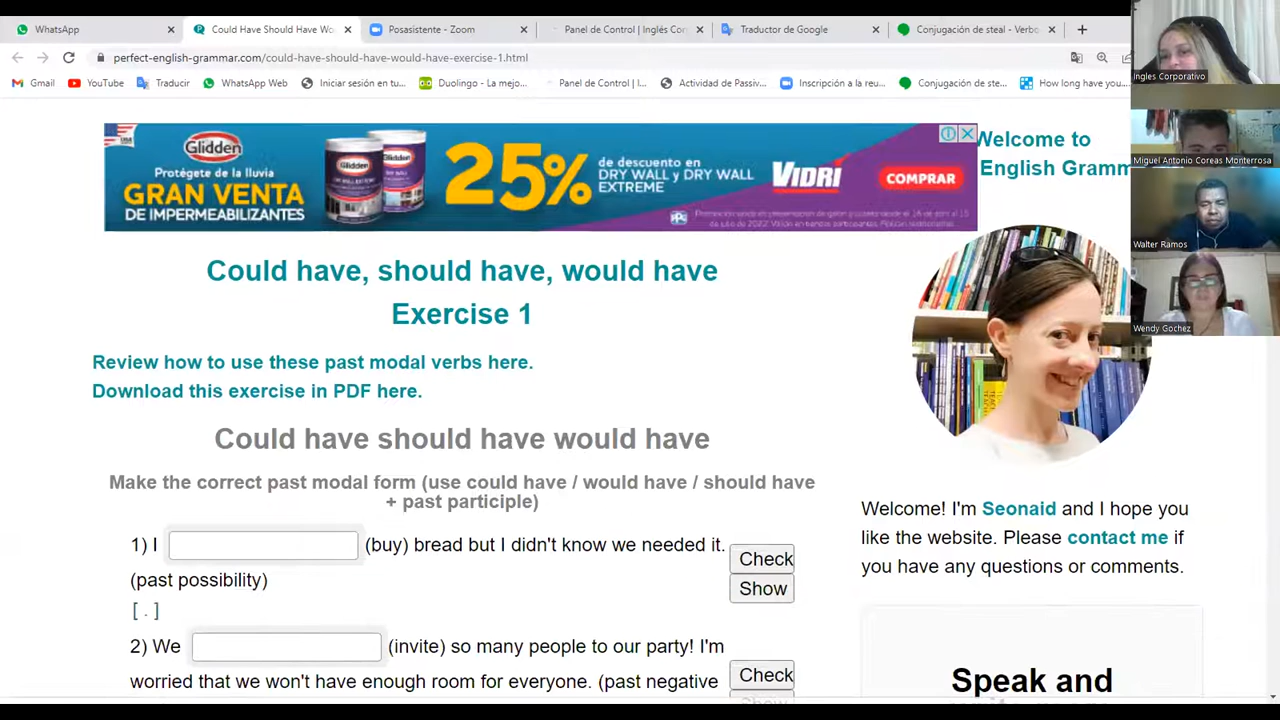 WhatsApp
Could Have Should Have Wo
Posasistente - Zoom
Panel de Control | Inglés Cor
Traductor de Google
Conjugación de steal - Verbo
perfect-english-grammar.com/could-have-should-have-would-have-exercise-1.html
Gmail
YouTube
Traducir
WhatsApp Web
Iniciar sesión en tu...
Duolingo - La mejo...
Panel de Control | I...
Actividad de Passiv...
Inscripción a la reu...
Conjugación de ste...
How long have you...
Ingles Corporativo
Miguel Antonio Coreas Monterrosa
Walter Ramos
Wendy Gochez
Glidden
Protégete de la lluvia
GRAN VENTA
DE IMPERMEABILIZANTES
25%
de descuento en
DRY WALL y DRY WALL
EXTREME
VIDRÍ
COMPRAR
PPG
Welcome to
English Gramm
Could have, should have, would have
Exercise 1
Review how to use these past modal verbs here.
Download this exercise in PDF here.
Could have should have would have
Make the correct past modal form (use could have / would have / should have
+ past participle)
1) I (buy) bread but I didn't know we needed it.
(past possibility)
[ . ]
Check
Show
2) We (invite) so many people to our party! I'm
worried that we won't have enough room for everyone. (past negative
Check
Show
Welcome! I'm Seonaid and I hope you
like the website. Please contact me if
you have any questions or comments.
Speak and